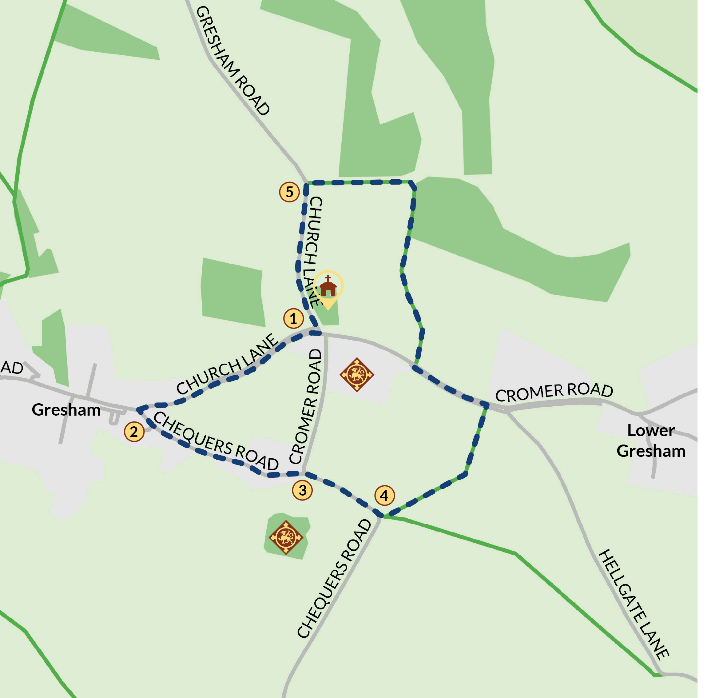 GRESHAM ROAD
5
CHURCH LANE
1
CHURCH LANE
AD
Gresham
CROMER ROAD
CROMER ROAD
Lower
Gresham
2
CHEQUERS ROAD
3
4
CHEQUERS ROAD
HELLGATE LANE